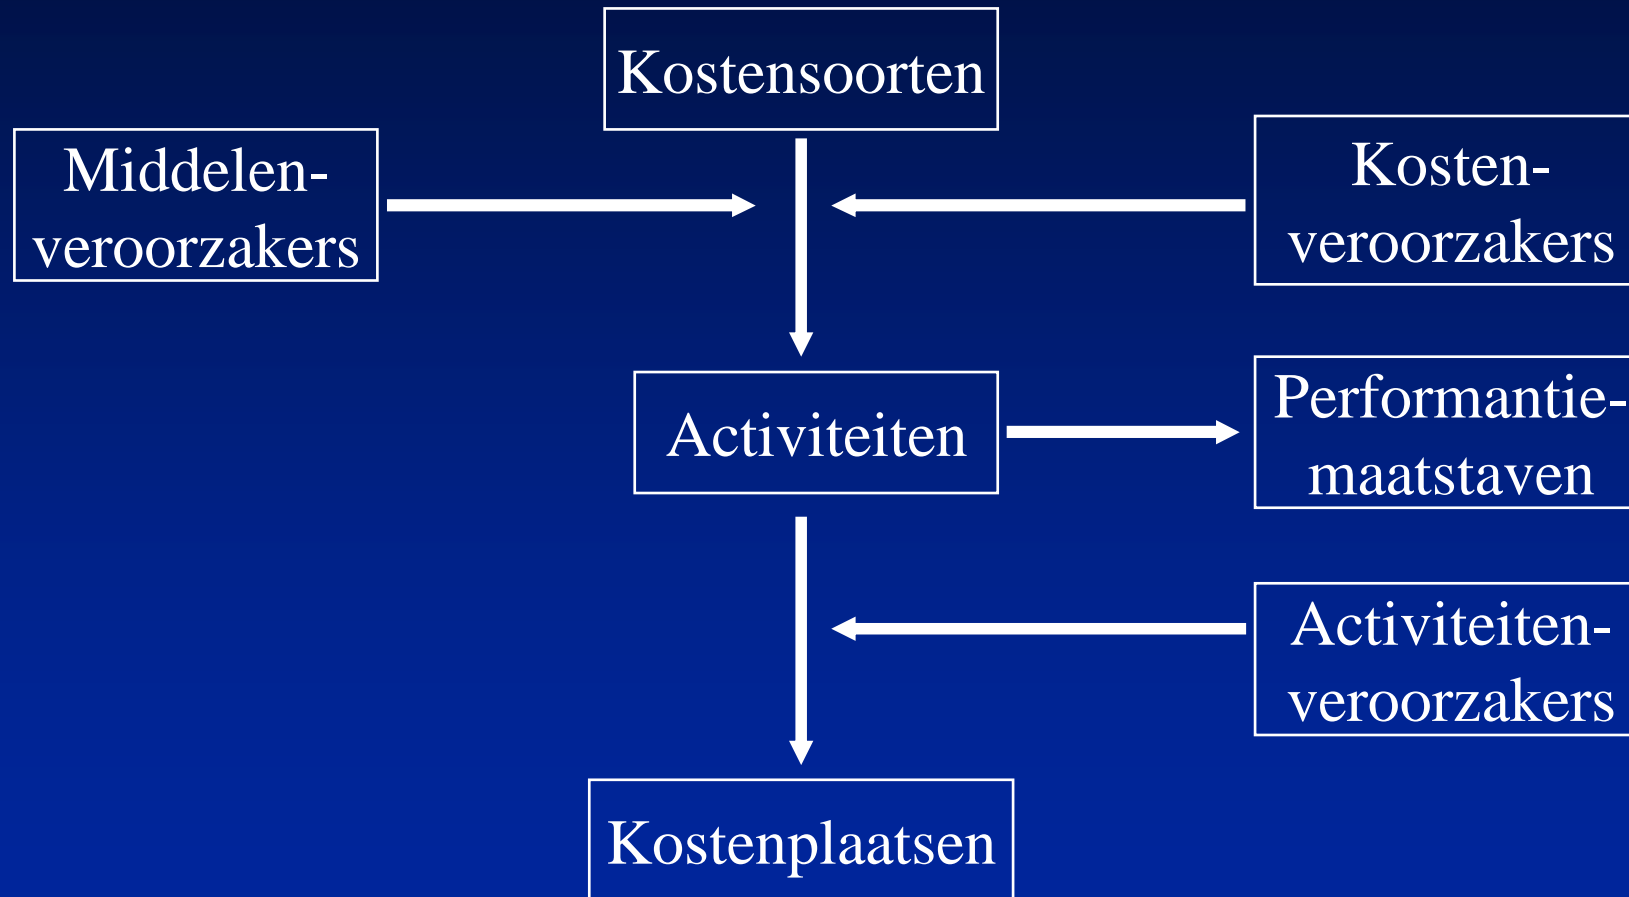 Kostensoorten
Middelen-
veroorzakers
Kosten-
veroorzakers
Activiteiten
Performantie-
maatstaven
Activiteiten-
veroorzakers
Kostenplaatsen